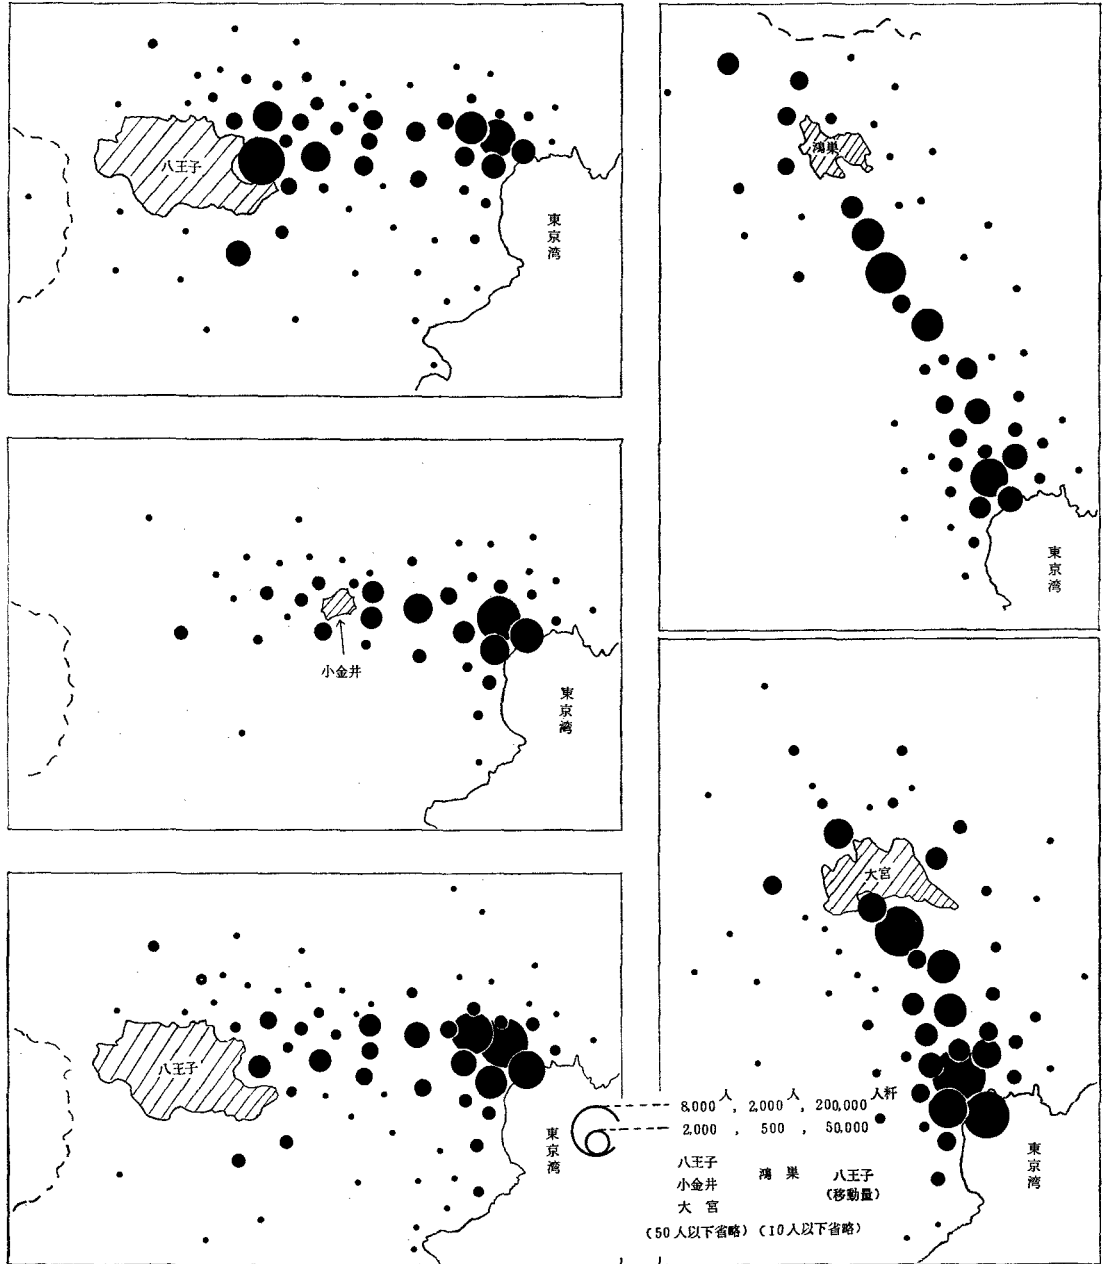 八王子
東京湾
鴻巣
東京湾
小金井
東京湾
大宮
東京湾
八王子
東京湾
8,000人, 2,000人, 200,000人粁
2,000 , 500 , 50,000
八王子 鴻巣 八王子
小金井 (移動量)
大宮
(50人以下省略) (10人以下省略)